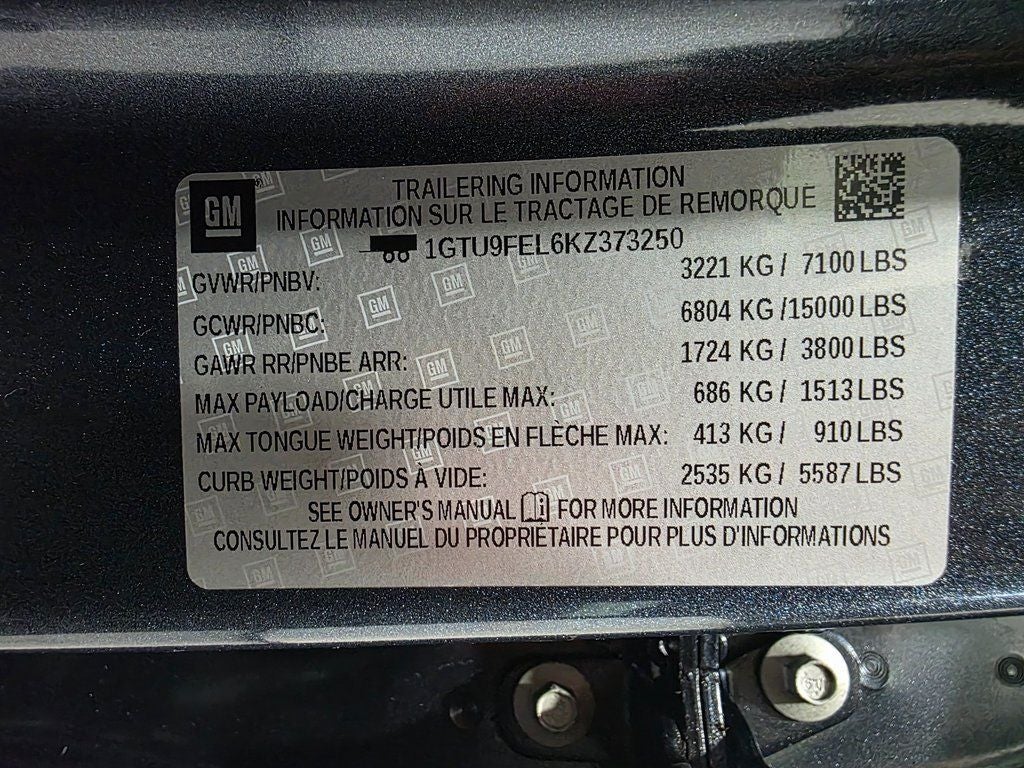 GM
TRAILERING INFORMATION
INFORMATION SUR LE TRACTAGE DE REMORQUE
1GTU9FEL6KZ373250
GVWR/PNBV: 3221 KG / 7100 LBS
GCWR/PNBC: 6804 KG /15000 LBS
GAWR RR/PNBE ARR: 1724 KG / 3800 LBS
MAX PAYLOAD/CHARGE UTILE MAX: 686 KG / 1513 LBS
MAX TONGUE WEIGHT/POIDS EN FLÈCHE MAX: 413 KG / 910 LBS
CURB WEIGHT/POIDS À VIDE: 2535 KG / 5587 LBS
SEE OWNER'S MANUAL FOR MORE INFORMATION
CONSULTEZ LE MANUEL DU PROPRIÉTAIRE POUR PLUS D'INFORMATIONS